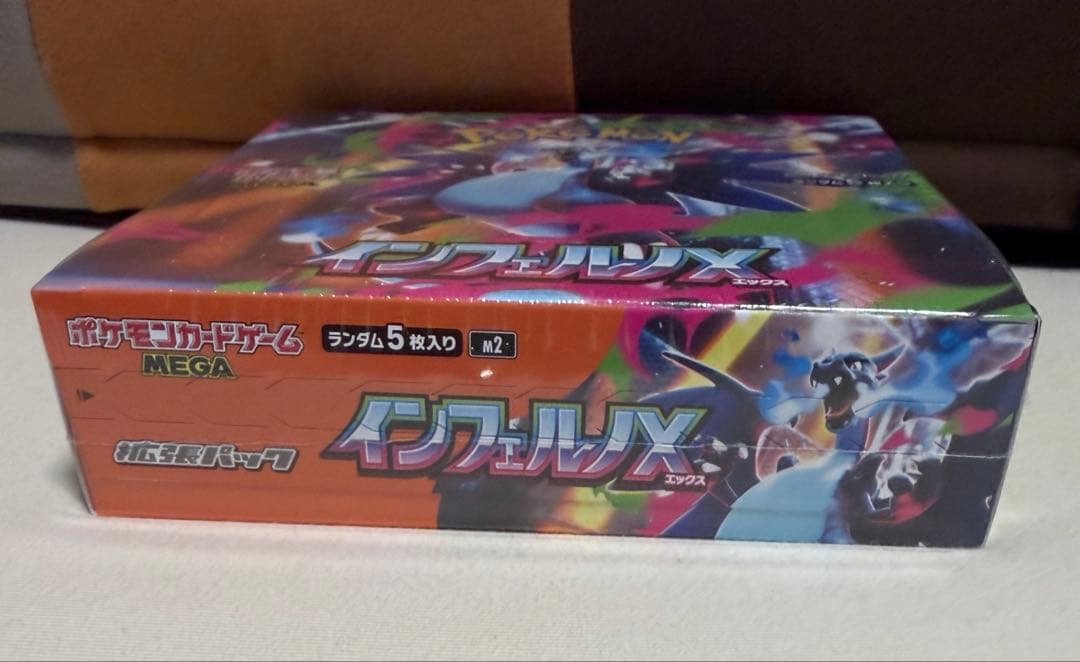 POKÉMON
インフェルノX
エックス
ポケモンカードゲーム
MEGA
ランダム5枚入り
M2
拡張パック
インフェルノX
エックス